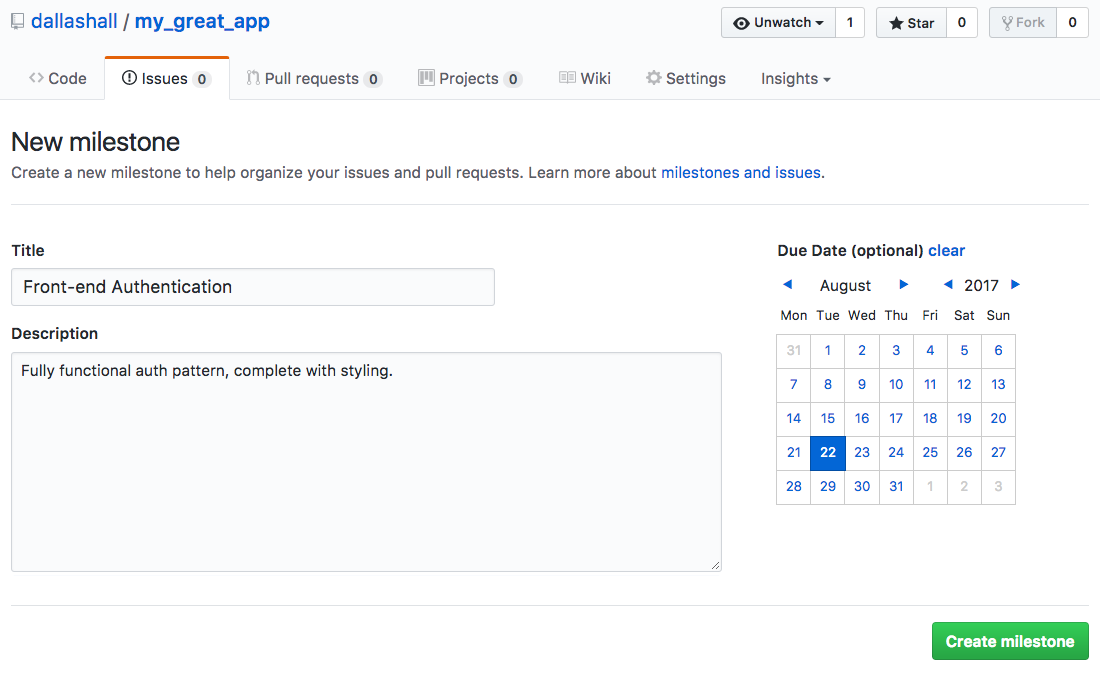 dallashall / my_great_app
Unwatch 1 Star 0 Fork 0
Code Issues 0 Pull requests 0 Projects 0 Wiki Settings Insights
New milestone
Create a new milestone to help organize your issues and pull requests. Learn more about milestones and issues.
Title
Front-end Authentication
Description
Fully functional auth pattern, complete with styling.
Due Date (optional) clear
August 2017
Mon Tue Wed Thu Fri Sat Sun
31 1 2 3 4 5 6
7 8 9 10 11 12 13
14 15 16 17 18 19 20
21 22 23 24 25 26 27
28 29 30 31 1 2 3
Create milestone